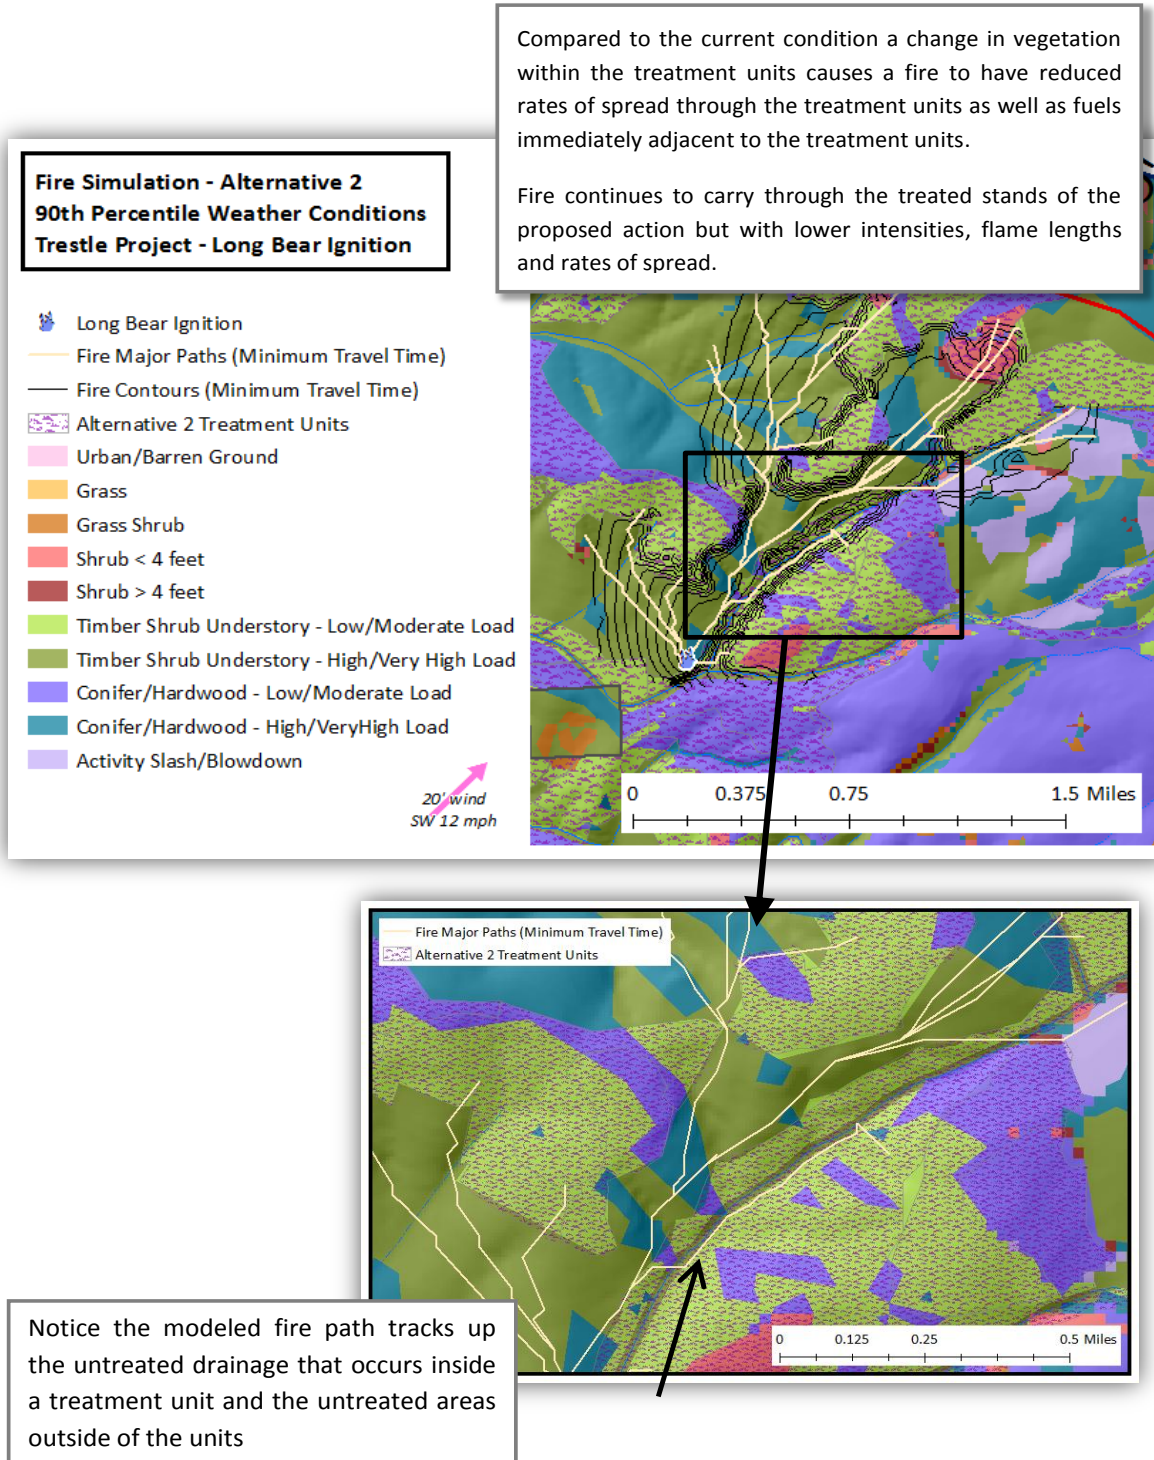 Compared to the current condition a change in vegetation
within the treatment units causes a fire to have reduced
rates of spread through the treatment units as well as fuels
immediately adjacent to the treatment units.
Fire continues to carry through the treated stands of the
proposed action but with lower intensities, flame lengths
and rates of spread.
Fire Simulation - Alternative 2
90th Percentile Weather Conditions
Trestle Project - Long Bear Ignition
Long Bear Ignition
Fire Major Paths (Minimum Travel Time)
Fire Contours (Minimum Travel Time)
Alternative 2 Treatment Units
Urban/Barren Ground
Grass
Grass Shrub
Shrub < 4 feet
Shrub > 4 feet
Timber Shrub Understory - Low/Moderate Load
Timber Shrub Understory - High/Very High Load
Conifer/Hardwood - Low/Moderate Load
Conifer/Hardwood - High/VeryHigh Load
Activity Slash/Blowdown
20' wind
SW 12 mph
0 0.375 0.75 1.5 Miles
Fire Major Paths (Minimum Travel Time)
Alternative 2 Treatment Units
0 0.125 0.25 0.5 Miles
Notice the modeled fire path tracks up
the untreated drainage that occurs inside
a treatment unit and the untreated areas
outside of the units